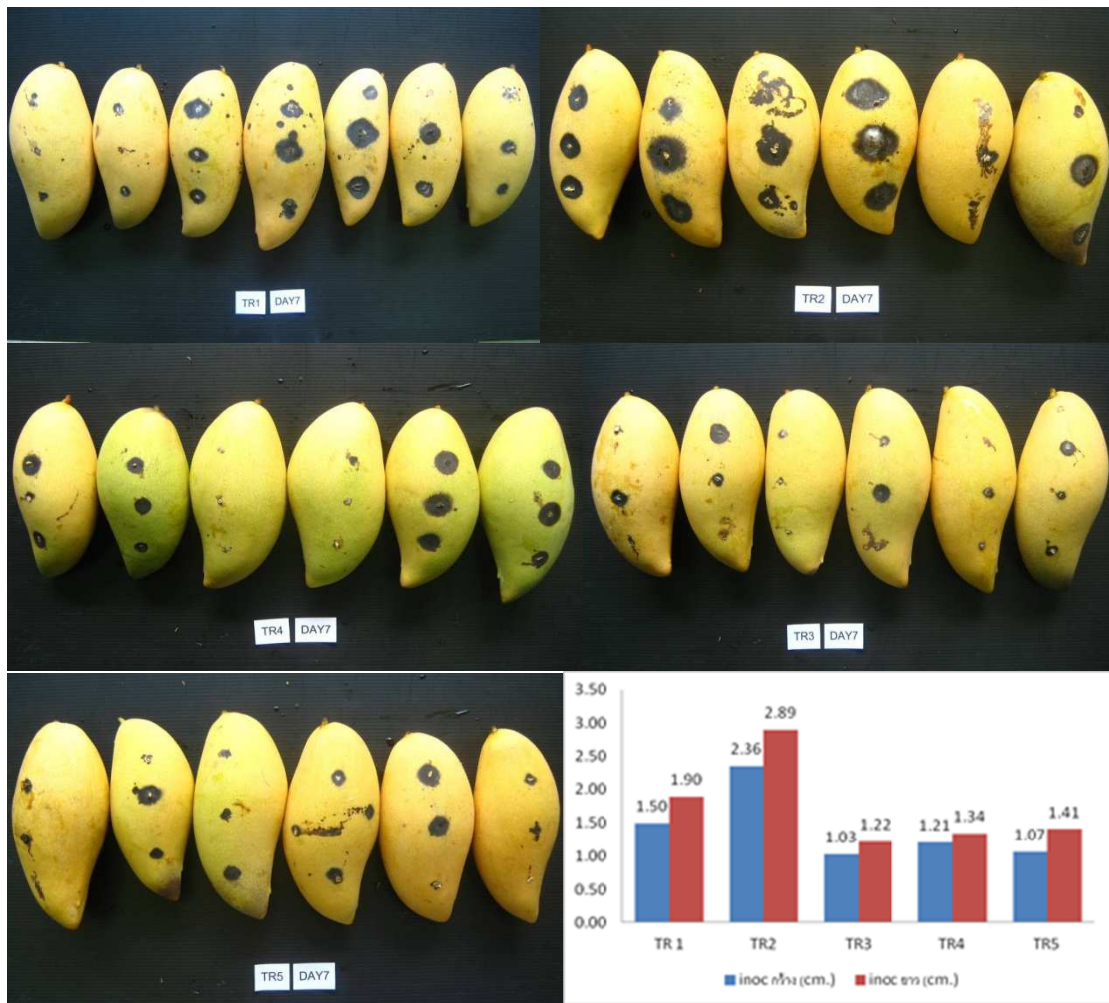 TR1 DAY7
TR2 DAY7
TR4 DAY7
TR3 DAY7
TR5 DAY7
3.50
3.00
2.50
2.00
1.50
1.00
0.50
0.00
1.50
1.90
2.36
2.89
1.03
1.22
1.21
1.34
1.07
1.41
TR 1 TR2 TR3 TR4 TR5
inoc กว้าง (cm.) inoc ยาว (cm.)